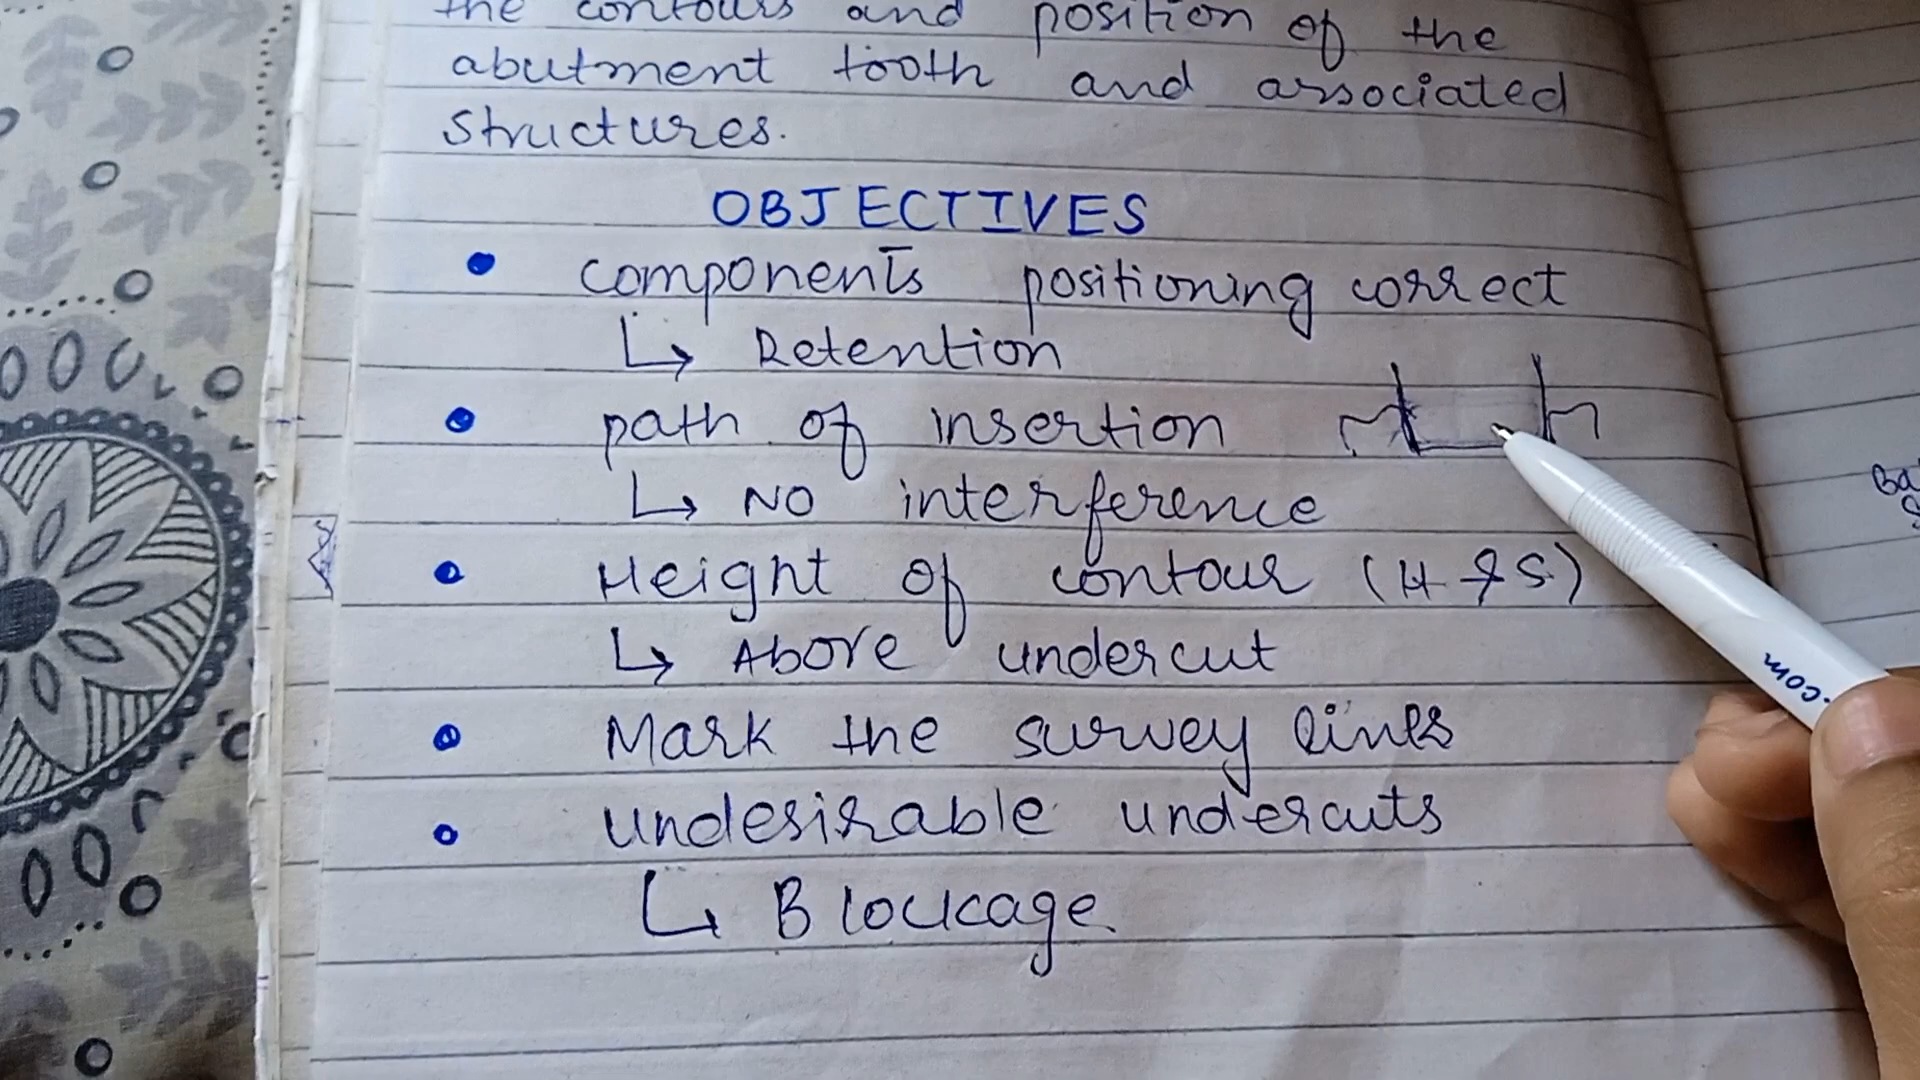 the contours and position of the
abutment tooth and associated
structures.
OBJECTIVES
• components positioning correct
↳ Retention
• path of insertion
↳ NO interference
• Height of contour (H & S)
↳ Above undercut
• Mark the survey lines
• undesirable undercuts
↳ Blockage.
.com